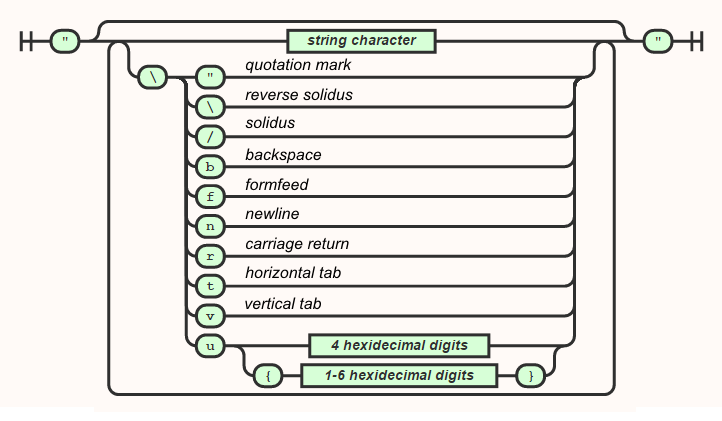 " string character "
\ " quotation mark
\ reverse solidus
/ solidus
b backspace
f formfeed
n newline
r carriage return
t horizontal tab
v vertical tab
u 4 hexidecimal digits
{ 1-6 hexidecimal digits }